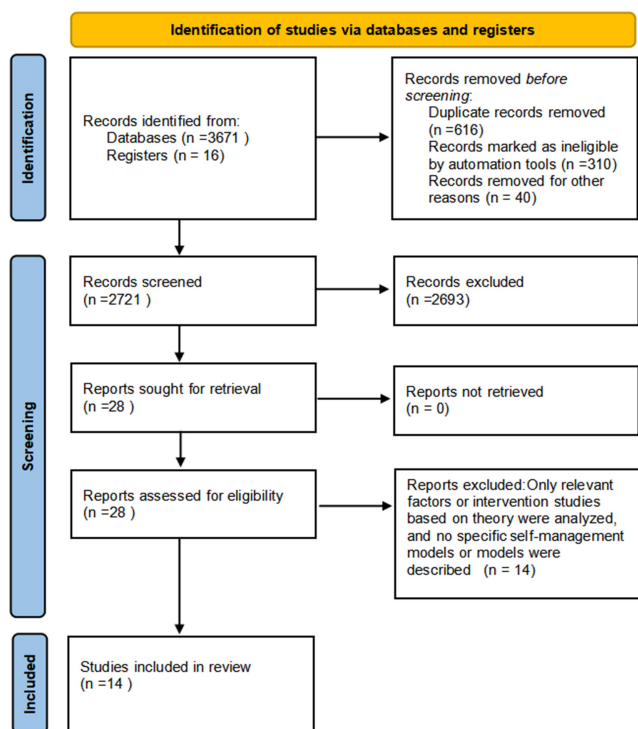 Identification of studies via databases and registers
Identification
Records identified from:
Databases (n =3671 )
Registers (n = 16)
Records removed before
screening:
Duplicate records removed
(n =616)
Records marked as ineligible
by automation tools (n =310)
Records removed for other
reasons (n = 40)
Screening
Records screened
(n =2721 )
Records excluded
(n =2693)
Reports sought for retrieval
(n =28 )
Reports not retrieved
(n = 0)
Reports assessed for eligibility
(n =28 )
Reports excluded:Only relevant
factors or intervention studies
based on theory were analyzed,
and no specific self-management
models or models were
described (n = 14)
Included
Studies included in review
(n =14 )